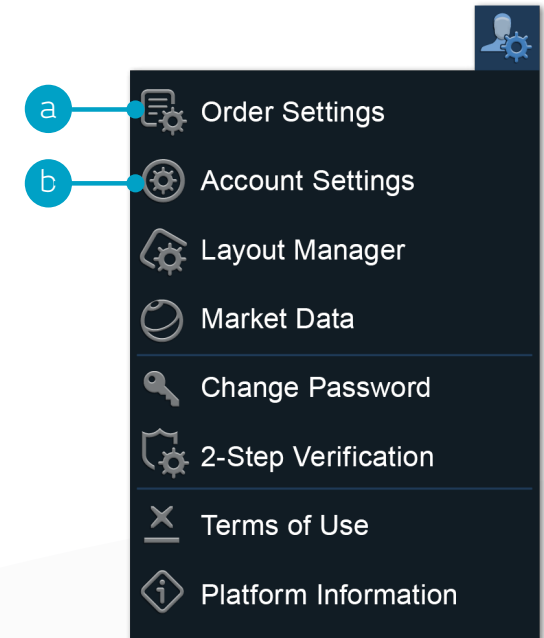 a
Order Settings
b
Account Settings
Layout Manager
Market Data
Change Password
2-Step Verification
Terms of Use
Platform Information